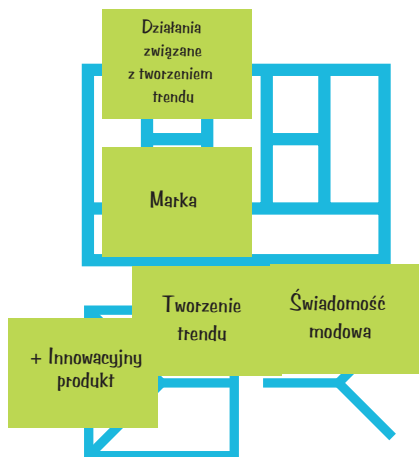 Działania
związane
z tworzeniem
trendu
Marka
Tworzenie
trendu
Świadomość
modowa
+ Innowacyjny
produkt